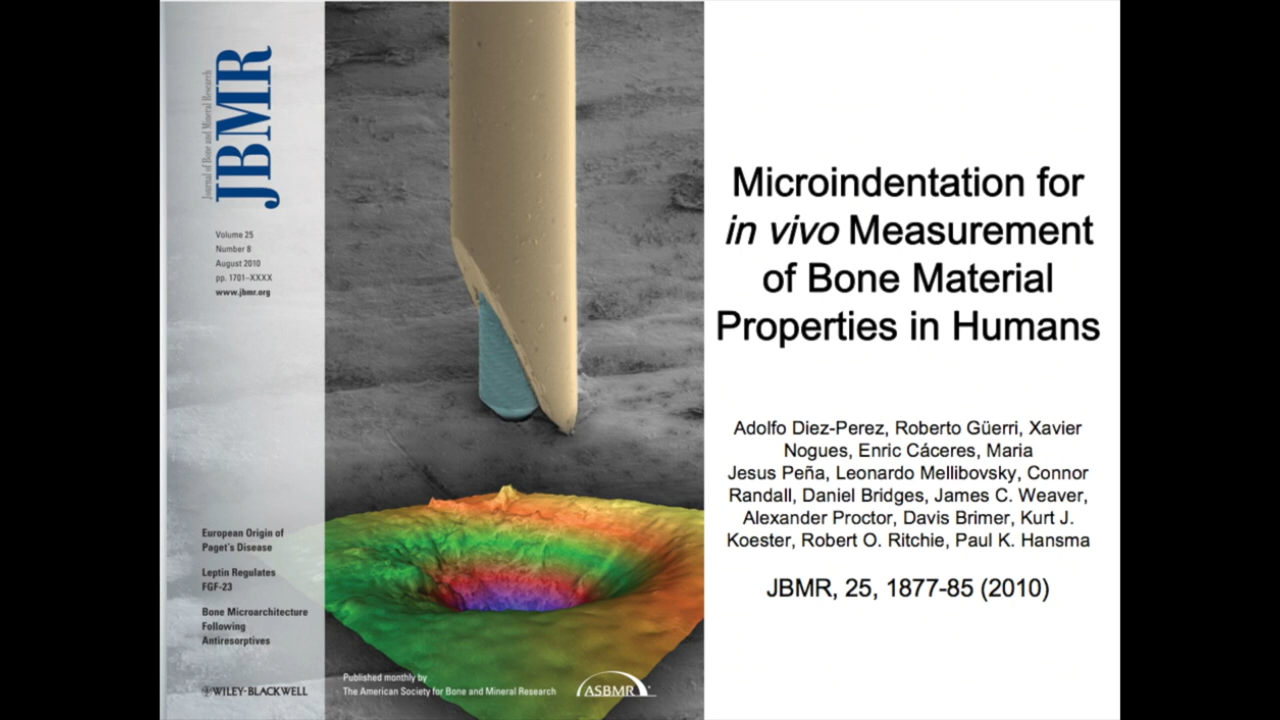 Journal of Bone and Mineral Research
JBMR
Volume 25
Number 8
August 2010
pp. 1701–XXXX
www.jbmr.org
European Origin of
Paget's Disease
Leptin Regulates
FGF-23
Bone Microarchitecture
Following
Antiresorptives
WILEY-BLACKWELL
Published monthly by
The American Society for Bone and Mineral Research
ASBMR
Microindentation for
in vivo Measurement
of Bone Material
Properties in Humans
Adolfo Diez-Perez, Roberto Güerri, Xavier
Nogues, Enric Cáceres, Maria
Jesus Peña, Leonardo Mellibovsky, Connor
Randall, Daniel Bridges, James C. Weaver,
Alexander Proctor, Davis Brimer, Kurt J.
Koester, Robert O. Ritchie, Paul K. Hansma
JBMR, 25, 1877-85 (2010)